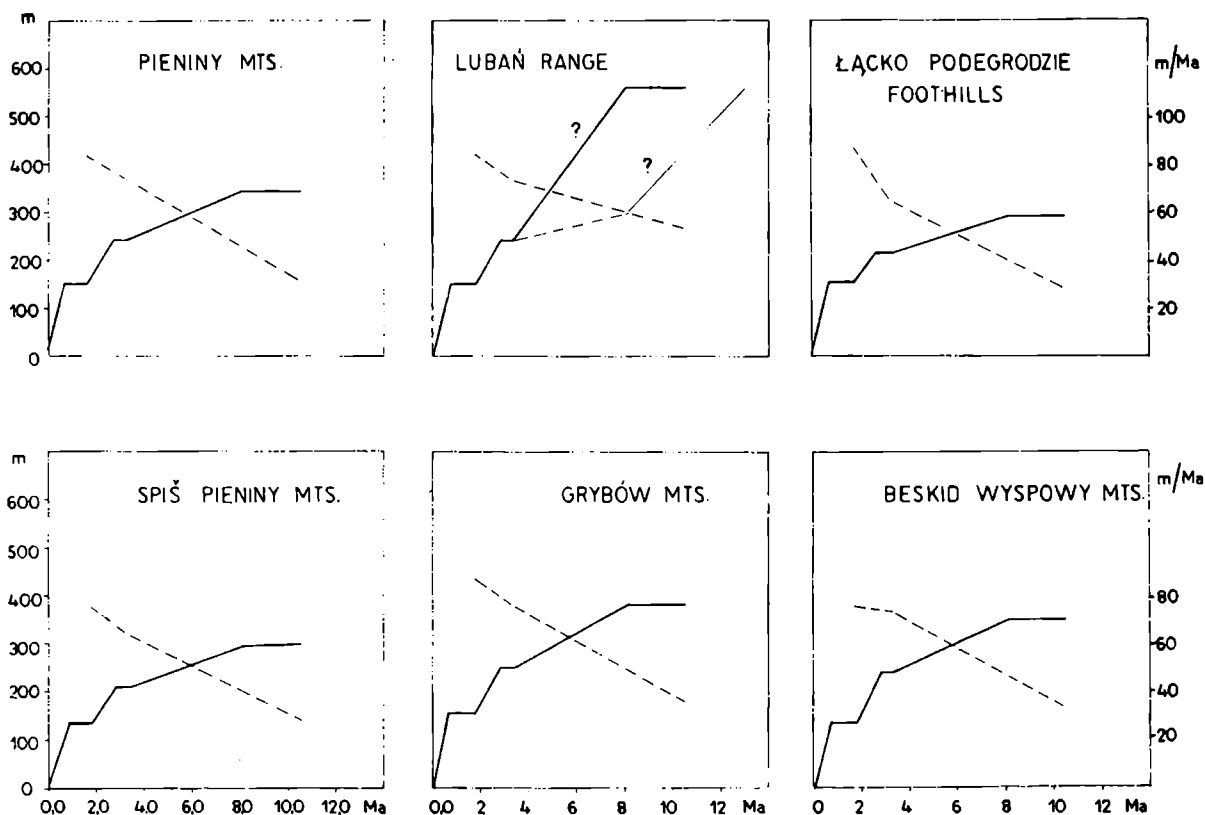 m
600
500
400
300
200
100
0
PIENINY MTS.
LUBAŃ RANGE
?
?
ŁĄCKO PODEGRODZIE
FOOTHILLS
m/Ma
100
80
60
40
20
m
600
500
400
300
200
100
0
SPIŠ PIENINY MTS.
0,0 2,0 4,0 6,0 8,0 10,0 Ma
GRYBÓW MTS.
0,0 2 4 6 8 10 12 Ma
BESKID WYSPOWY MTS.
0 2 4 6 8 10 12 Ma
m/Ma
80
60
40
20